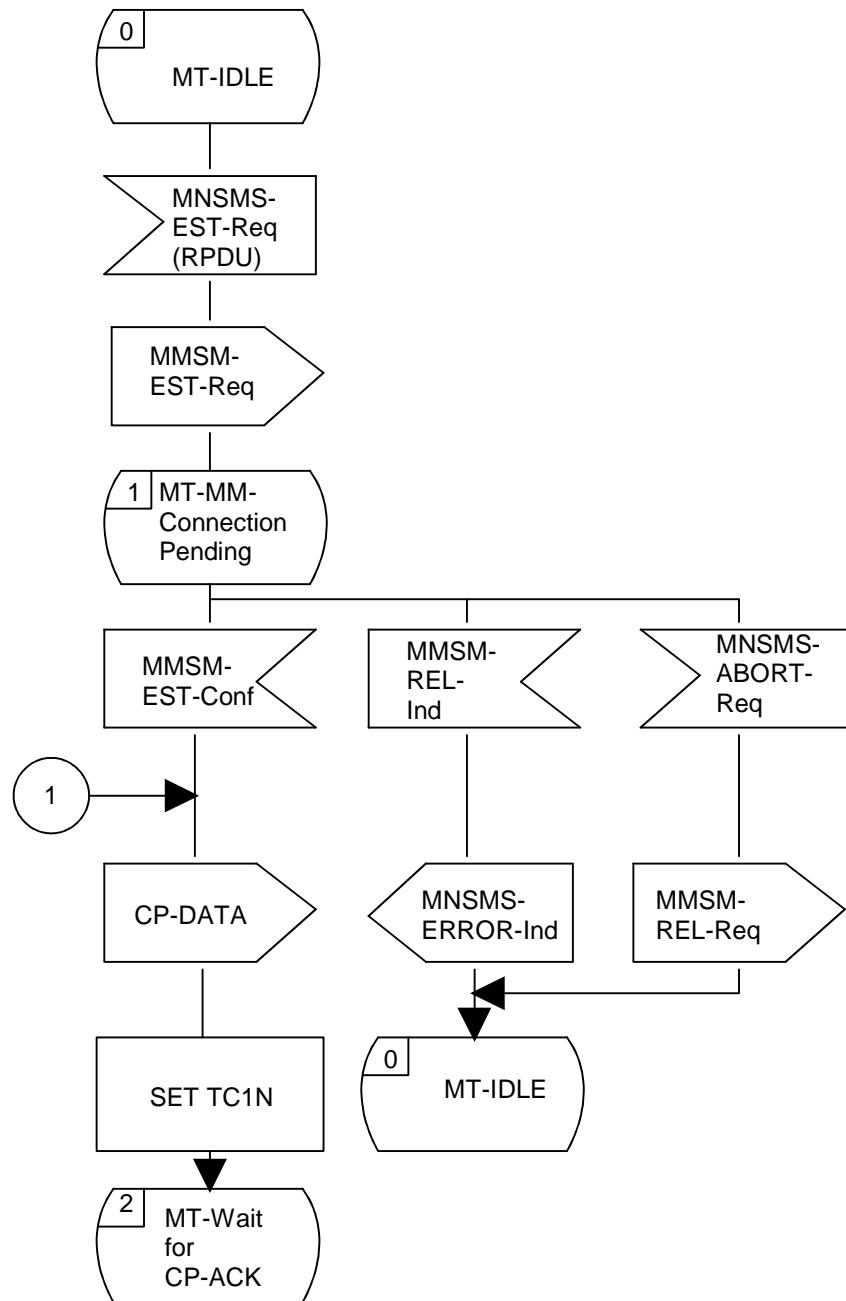 0
MT-IDLE
MNSMS-
EST-Req
(RPDU)
MMSM-
EST-Req
1
MT-MM-
Connection
Pending
MMSM-
EST-Conf
MMSM-
REL-
Ind
MNSMS-
ABORT-
Req
1
CP-DATA
MNSMS-
ERROR-Ind
MMSM-
REL-Req
SET TC1N
0
MT-IDLE
2
MT-Wait
for
CP-ACK